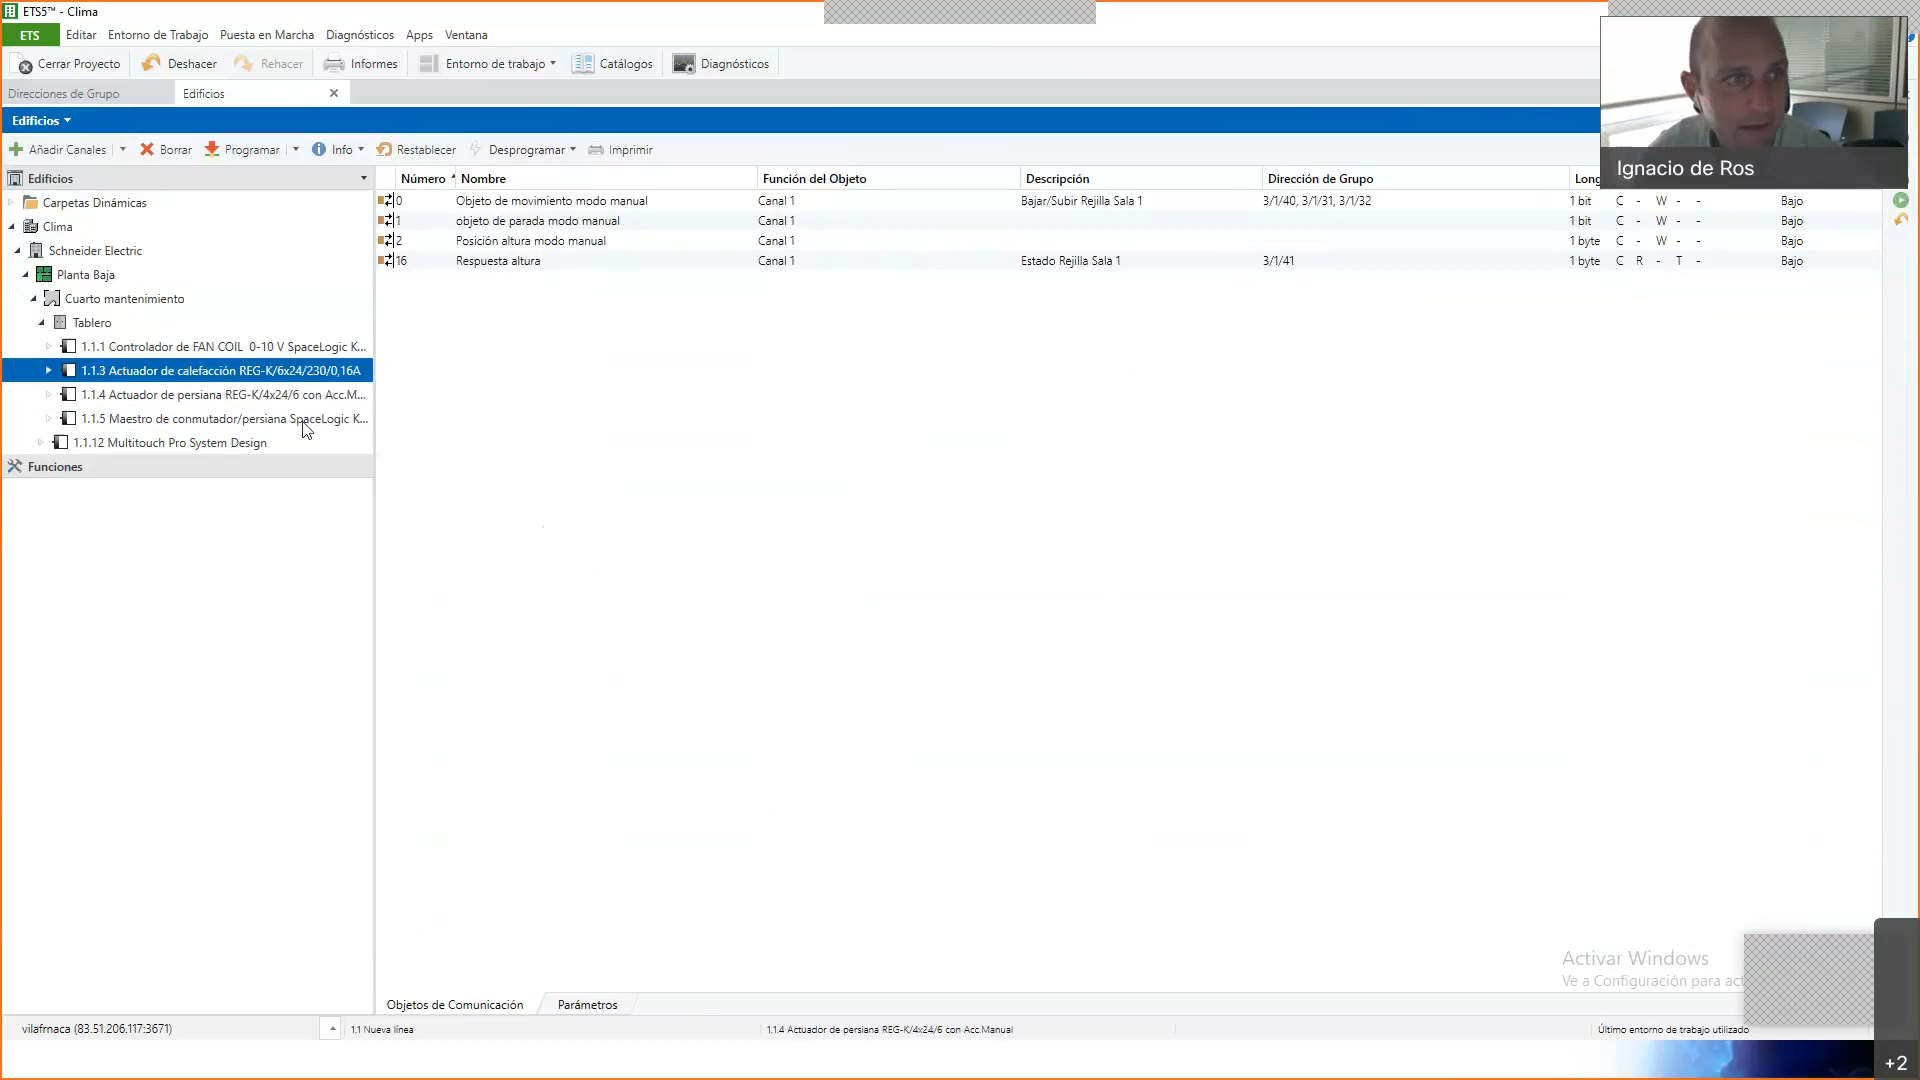 ETS5™ - Clima
ETS Editar Entorno de Trabajo Puesta en Marcha Diagnósticos Apps Ventana
Cerrar Proyecto Deshacer Rehacer Informes Entorno de trabajo Catálogos Diagnósticos
Direcciones de Grupo Edificios
Edificios
Añadir Canales Borrar Programar Info Restablecer Desprogramar Imprimir
Ignacio de Ros
Edificios
Carpetas Dinámicas
Clima
Schneider Electric
Planta Baja
Cuarto mantenimiento
Tablero
1.1.1 Controlador de FAN COIL 0-10 V SpaceLogic K...
1.1.3 Actuador de calefacción REG-K/6x24/230/0,16A
1.1.4 Actuador de persiana REG-K/4x24/6 con Acc.M...
1.1.5 Maestro de conmutador/persiana SpaceLogic K...
1.1.12 Multitouch Pro System Design
Funciones
Número Nombre Función del Objeto Descripción Dirección de Grupo Long
0 Objeto de movimiento modo manual Canal 1 Bajar/Subir Rejilla Sala 1 3/1/40, 3/1/31, 3/1/32 1 bit C - W - - Bajo
1 objeto de parada modo manual Canal 1 1 bit C - W - - Bajo
2 Posición altura modo manual Canal 1 1 byte C - W - - Bajo
16 Respuesta altura Canal 1 Estado Rejilla Sala 1 3/1/41 1 byte C R - T - Bajo
Activar Windows
Ve a Configuración para act
Objetos de Comunicación Parámetros
vilafrnaca (83.51.206.117:3671) 1.1 Nueva línea 1.1.4 Actuador de persiana REG-K/4x24/6 con Acc.Manual Último entorno de trabajo utilizado
+2